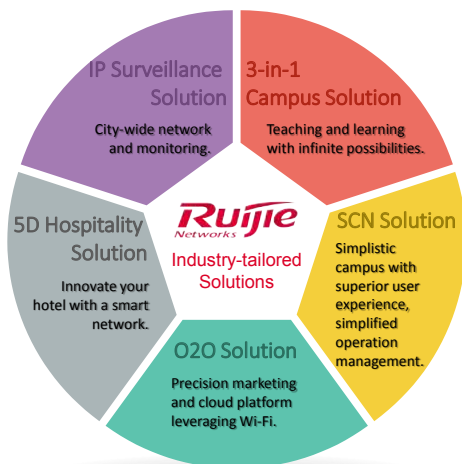 IP Surveillance
Solution
City-wide network
and monitoring.
3-in-1
Campus Solution
Teaching and learning
with infinite possibilities.
5D Hospitality
Solution
Innovate your
hotel with a smart
network.
Ruijie
Networks
Industry-tailored
Solutions
SCN Solution
Simplistic
campus with
superior user
experience,
simplified
operation
management.
O2O Solution
Precision marketing
and cloud platform
leveraging Wi-Fi.